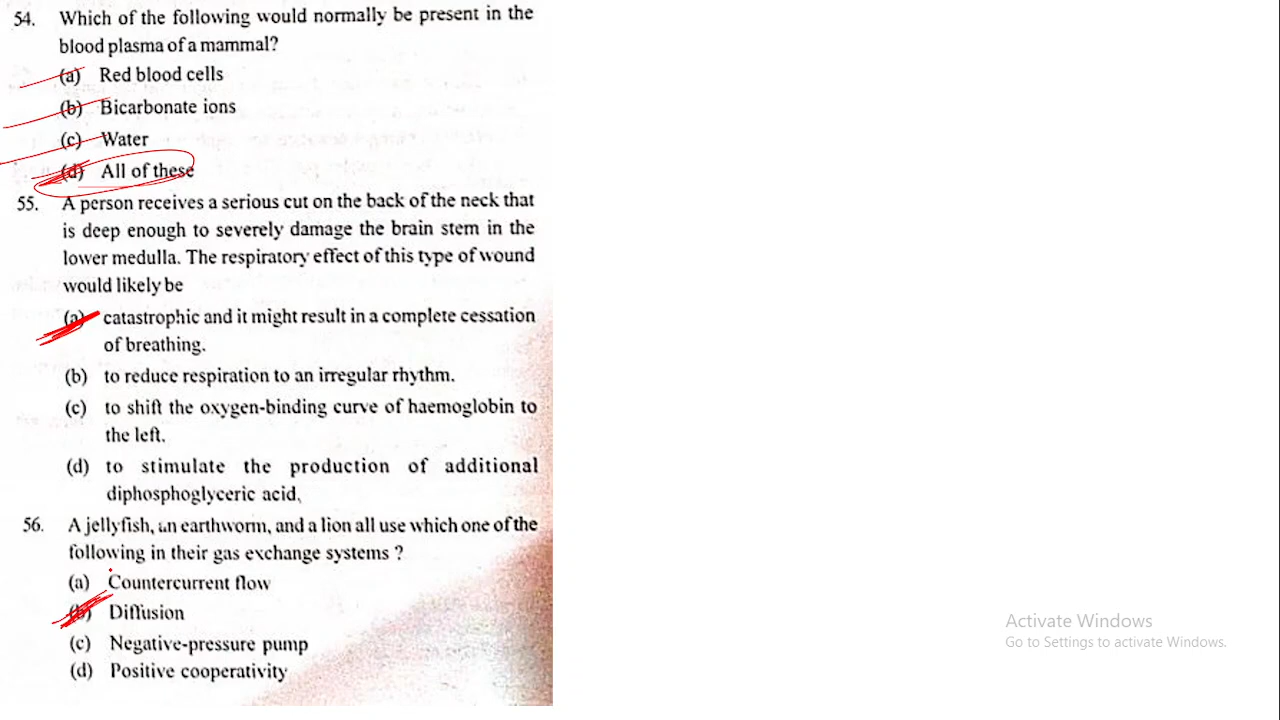 54. Which of the following would normally be present in the
blood plasma of a mammal?
(a) Red blood cells
(b) Bicarbonate ions
(c) Water
(d) All of these
55. A person receives a serious cut on the back of the neck that
is deep enough to severely damage the brain stem in the
lower medulla. The respiratory effect of this type of wound
would likely be
(a) catastrophic and it might result in a complete cessation
of breathing.
(b) to reduce respiration to an irregular rhythm.
(c) to shift the oxygen-binding curve of haemoglobin to
the left.
(d) to stimulate the production of additional
diphosphoglyceric acid.
56. A jellyfish, an earthworm, and a lion all use which one of the
following in their gas exchange systems ?
(a) Countercurrent flow
(b) Diffusion
(c) Negative-pressure pump
(d) Positive cooperativity
Activate Windows
Go to Settings to activate Windows.